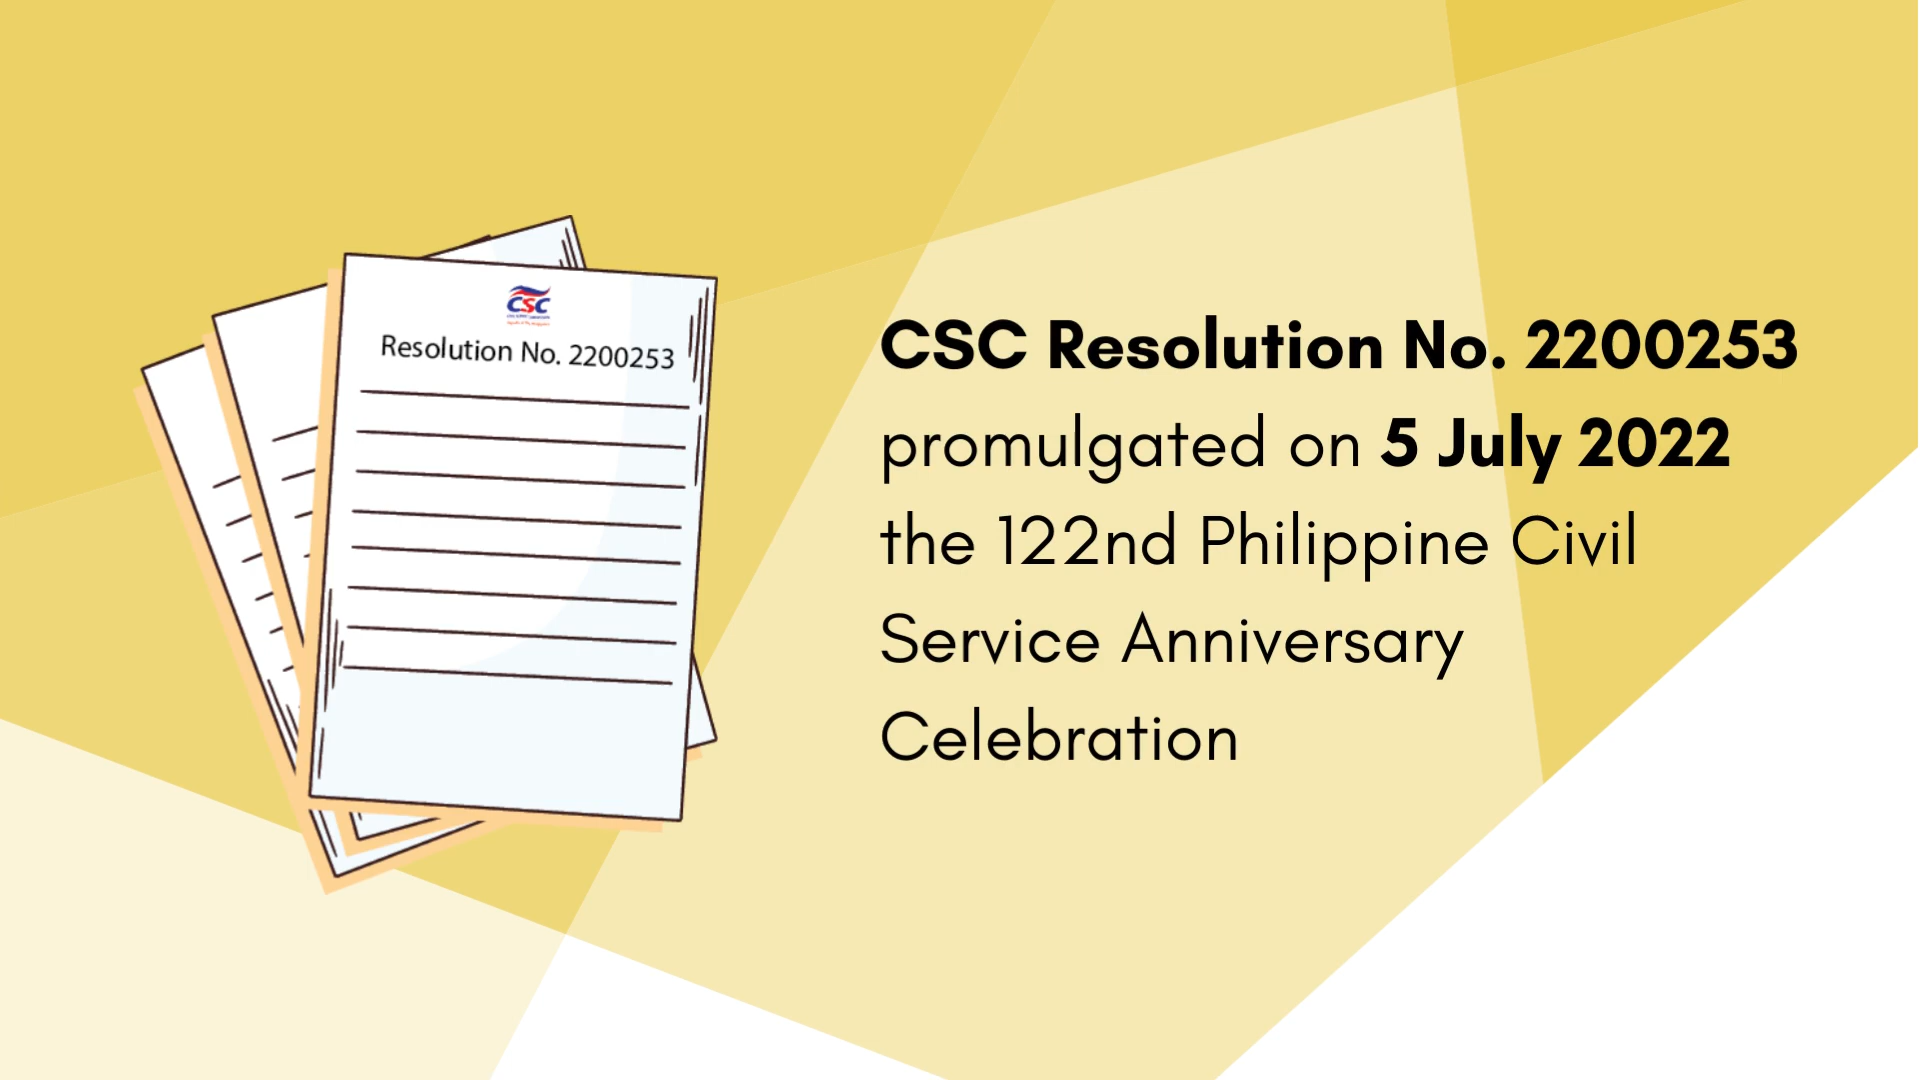 CSC
Resolution No. 2200253
CSC Resolution No. 2200253
promulgated on 5 July 2022
the 122nd Philippine Civil
Service Anniversary
Celebration